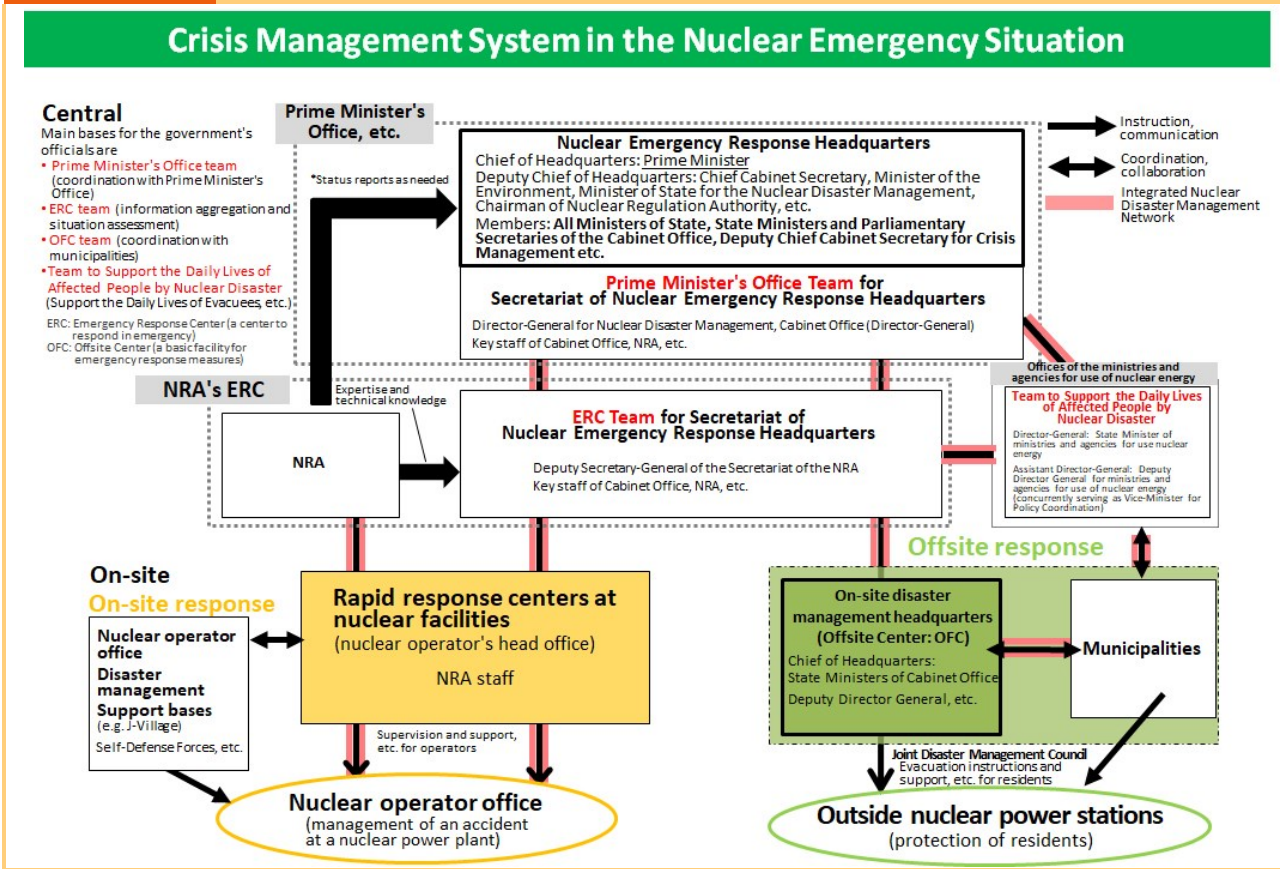 Crisis Management System in the Nuclear Emergency Situation
Central
Main bases for the government's
officials are
• Prime Minister's Office team
(coordination with Prime Minister's
Office)
• ERC team (information aggregation and
situation assessment)
• OFC team (coordination with
municipalities)
• Team to Support the Daily Lives of
Affected People by Nuclear Disaster
(Support the Daily Lives of Evacuees, etc.)
ERC: Emergency Response Center (a center to
respond in emergency)
OFC: Offsite Center (a basic facility for
emergency response measures)
Prime Minister's
Office, etc.
*Status reports as needed
Nuclear Emergency Response Headquarters
Chief of Headquarters: Prime Minister
Deputy Chief of Headquarters: Chief Cabinet Secretary, Minister of the
Environment, Minister of State for the Nuclear Disaster Management,
Chairman of Nuclear Regulation Authority, etc.
Members: All Ministers of State, State Ministers and Parliamentary
Secretaries of the Cabinet Office, Deputy Chief Cabinet Secretary for Crisis
Management etc.
Prime Minister's Office Team for
Secretariat of Nuclear Emergency Response Headquarters
Director-General for Nuclear Disaster Management, Cabinet Office (Director-General)
Key staff of Cabinet Office, NRA, etc.
Instruction,
communication
Coordination,
collaboration
Integrated Nuclear
Disaster Management
Network
NRA's ERC
Expertise and
technical knowledge
NRA
ERC Team for Secretariat of
Nuclear Emergency Response Headquarters
Deputy Secretary-General of the Secretariat of the NRA
Key staff of Cabinet Office, NRA, etc.
Offices of the ministries and
agencies for use of nuclear energy
Team to Support the Daily Lives
of Affected People by
Nuclear Disaster
Director-General: State Minister of
ministries and agencies for use nuclear
energy
Assistant Director-General: Deputy
Director General for ministries and
agencies for use of nuclear energy
(concurrently serving as Vice-Minister for
Policy Coordination)
On-site
On-site response
Nuclear operator
office
Disaster
management
Support bases
(e.g. J-Village)
Self-Defense Forces, etc.
Rapid response centers at
nuclear facilities
(nuclear operator's head office)
NRA staff
Supervision and support,
etc. for operators
Nuclear operator office
(management of an accident
at a nuclear power plant)
Offsite response
On-site disaster
management headquarters
(Offsite Center: OFC)
Chief of Headquarters:
State Ministers of Cabinet Office
Deputy Director General, etc.
Municipalities
Joint Disaster Management Council
Evacuation instructions and
support, etc. for residents
Outside nuclear power stations
(protection of residents)